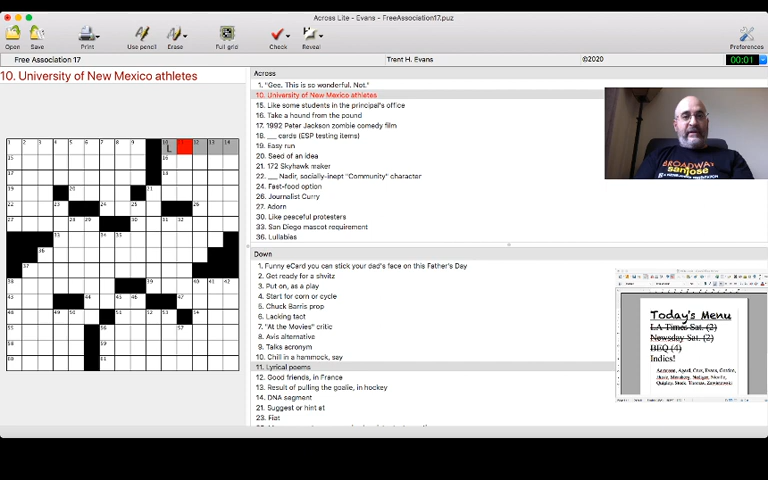 Across Lite - Evans - FreeAssociation17.puz
Open Save Print Use pencil Erase Full grid Check Reveal Preferences
Free Association 17 Trent H. Evans ©2020 00:01
10. University of New Mexico athletes
L
Across
1. "Gee. This is so wonderful. Not."
10. University of New Mexico athletes
15. Like some students in the principal's office
16. Take a hound from the pound
17. 1992 Peter Jackson zombie comedy film
18. ___ cards (ESP testing items)
19. Easy run
20. Seed of an idea
21. 172 Skyhawk maker
22. ___ Nadir, socially-inept "Community" character
24. Fast-food option
26. Journalist Curry
27. Adorn
30. Like peaceful protesters
33. San Diego mascot requirement
36. Lullabies
Down
1. Funny eCard you can stick your dad's face on this Father's Day
2. Get ready for a shvitz
3. Put on, as a play
4. Start for corn or cycle
5. Chuck Barris prop
6. Lacking tact
7. "At the Movies" critic
8. Avis alternative
9. Talks acronym
10. Chill in a hammock, say
11. Lyrical poems
12. Good friends, in France
13. Result of pulling the goalie, in hockey
14. DNA segment
21. Suggest or hint at
23. Fiat
BROADWAY
sanjose
Today's Menu
LA Times Sat. (2)
Newsday Sat. (2)
BEQ (4)
Indies!